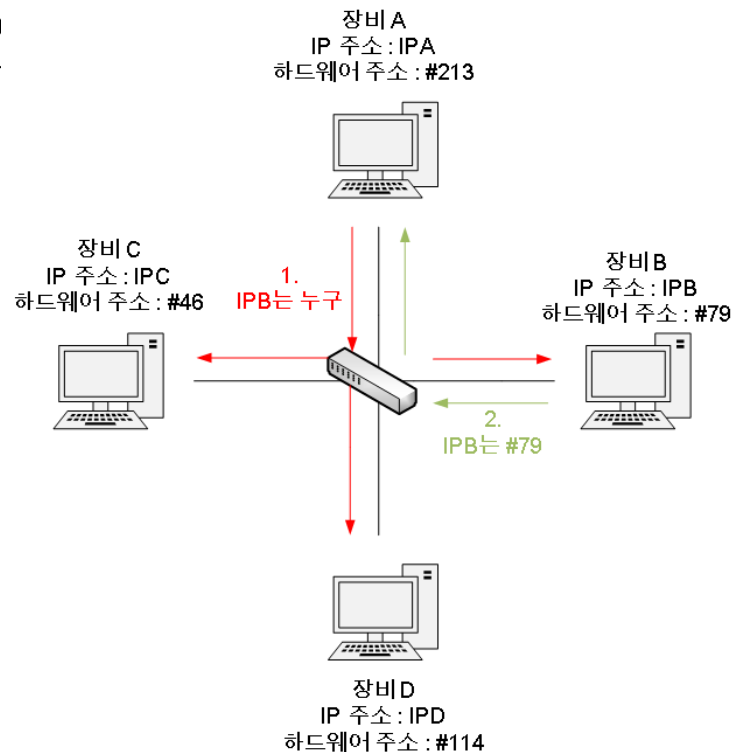 장비 A
IP 주소 : IPA
하드웨어 주소 : #213
장비 C
IP 주소 : IPC
하드웨어 주소 : #46
1.
IPB는 누구
장비 B
IP 주소 : IPB
하드웨어 주소 : #79
2.
IPB는 #79
장비 D
IP 주소 : IPD
하드웨어 주소 : #114